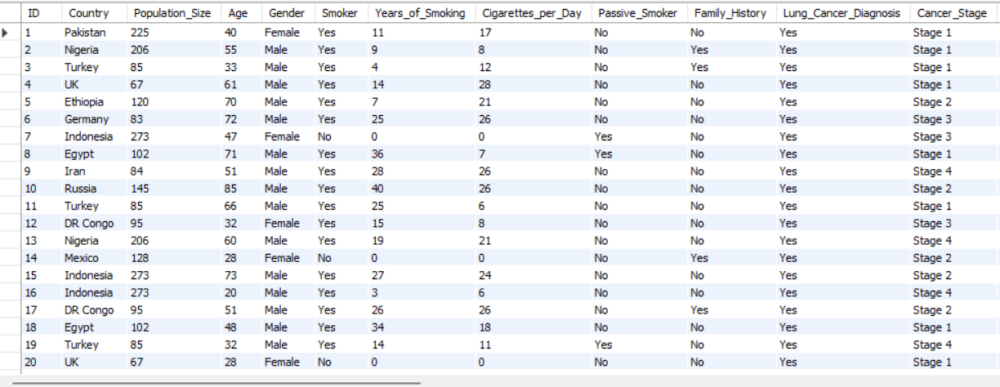 ID Country Population_Size Age Gender Smoker Years_of_Smoking Cigarettes_per_Day Passive_Smoker Family_History Lung_Cancer_Diagnosis Cancer_Stage
1 Pakistan 225 40 Female Yes 11 17 No No Yes Stage 1
2 Nigeria 206 55 Male Yes 9 8 No Yes Yes Stage 1
3 Turkey 85 33 Male Yes 4 12 No Yes Yes Stage 1
4 UK 67 61 Male Yes 14 28 No No Yes Stage 1
5 Ethiopia 120 70 Male Yes 7 21 No No Yes Stage 2
6 Germany 83 72 Male Yes 25 26 No No Yes Stage 3
7 Indonesia 273 47 Female No 0 0 Yes No Yes Stage 3
8 Egypt 102 71 Male Yes 36 7 Yes No Yes Stage 1
9 Iran 84 51 Male Yes 28 26 No No Yes Stage 4
10 Russia 145 85 Male Yes 40 26 No No Yes Stage 2
11 Turkey 85 66 Male Yes 25 6 No No Yes Stage 1
12 DR Congo 95 32 Female Yes 15 8 No No Yes Stage 3
13 Nigeria 206 60 Male Yes 19 21 No No Yes Stage 4
14 Mexico 128 28 Female No 0 0 No Yes Yes Stage 2
15 Indonesia 273 73 Male Yes 27 24 No No Yes Stage 2
16 Indonesia 273 20 Male Yes 3 6 No No Yes Stage 4
17 DR Congo 95 51 Male Yes 26 26 No Yes Yes Stage 2
18 Egypt 102 48 Male Yes 34 18 No No Yes Stage 1
19 Turkey 85 32 Male Yes 14 11 Yes No Yes Stage 4
20 UK 67 28 Female No 0 0 No No Yes Stage 1